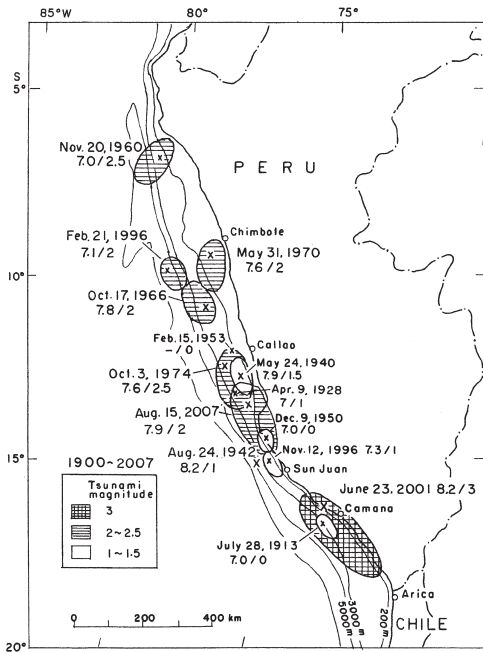 85°W 80° 75°
S
5°
10°
15°
20°
PERU
Nov. 20, 1960
7.0/2.5
Chimbote
Feb. 21, 1996
7.1/2
May 31, 1970
7.6/2
Oct. 17, 1966
7.8/2
Feb. 15, 1953
–/0
Callao
May 24, 1940
7.9/1.5
Oct. 3, 1974
7.6/2.5
Apr. 9, 1928
7/1
Aug. 15, 2007
7.9/2
Dec. 9, 1950
7.0/0
Aug. 24, 1942
8.2/1
Nov. 12, 1996 7.3/1
Sun Juan
1900~2007
Tsunami
magnitude
3
2~2.5
1~1.5
June 23. 2001 8.2/3
Camana
July 28, 1913
7.0/0
Arica
CHILE
5000m
3000m
200m
0 200 400 km